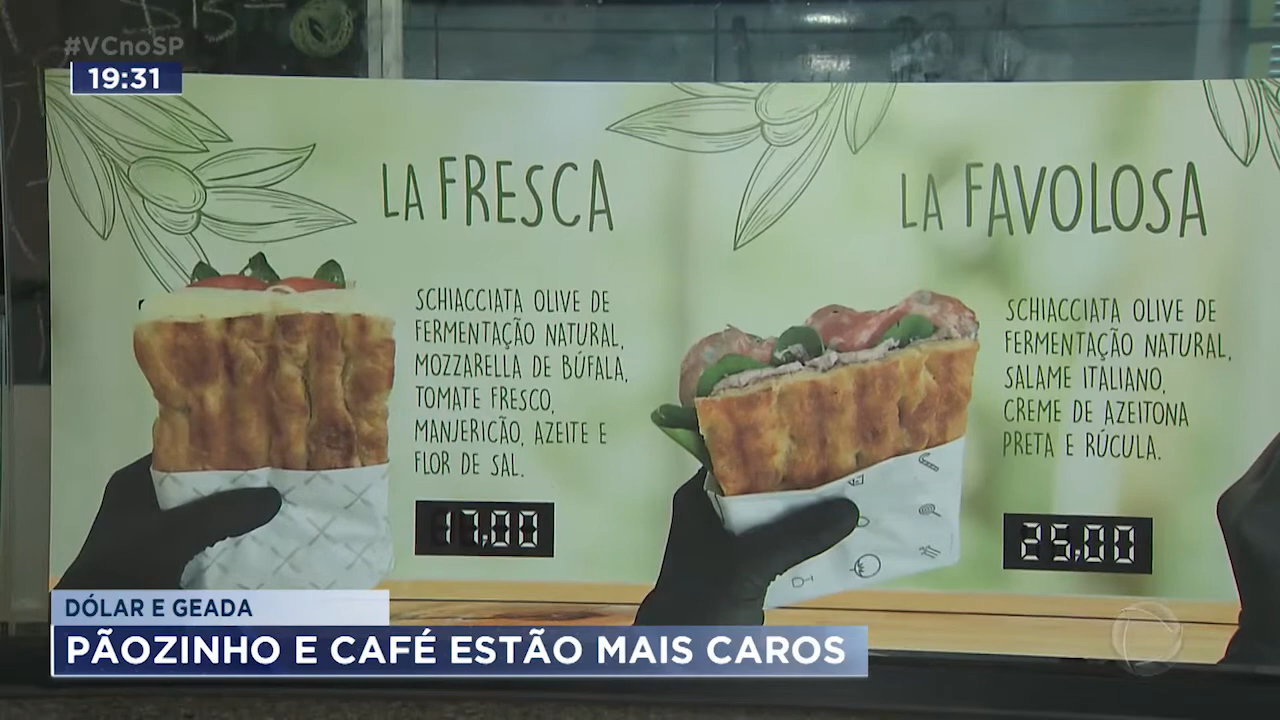 #VCnoSP
19:31
LA FRESCA
SCHIACCIATA OLIVE DE
FERMENTAÇÃO NATURAL,
MOZZARELLA DE BÚFALA,
TOMATE FRESCO,
MANJERICÃO, AZEITE E
FLOR DE SAL.
17,00
LA FAVOLOSA
SCHIACCIATA OLIVE DE
FERMENTAÇÃO NATURAL,
SALAME ITALIANO,
CREME DE AZEITONA
PRETA E RÚCULA.
25,00
DÓLAR E GEADA
PÃOZINHO E CAFÉ ESTÃO MAIS CAROS